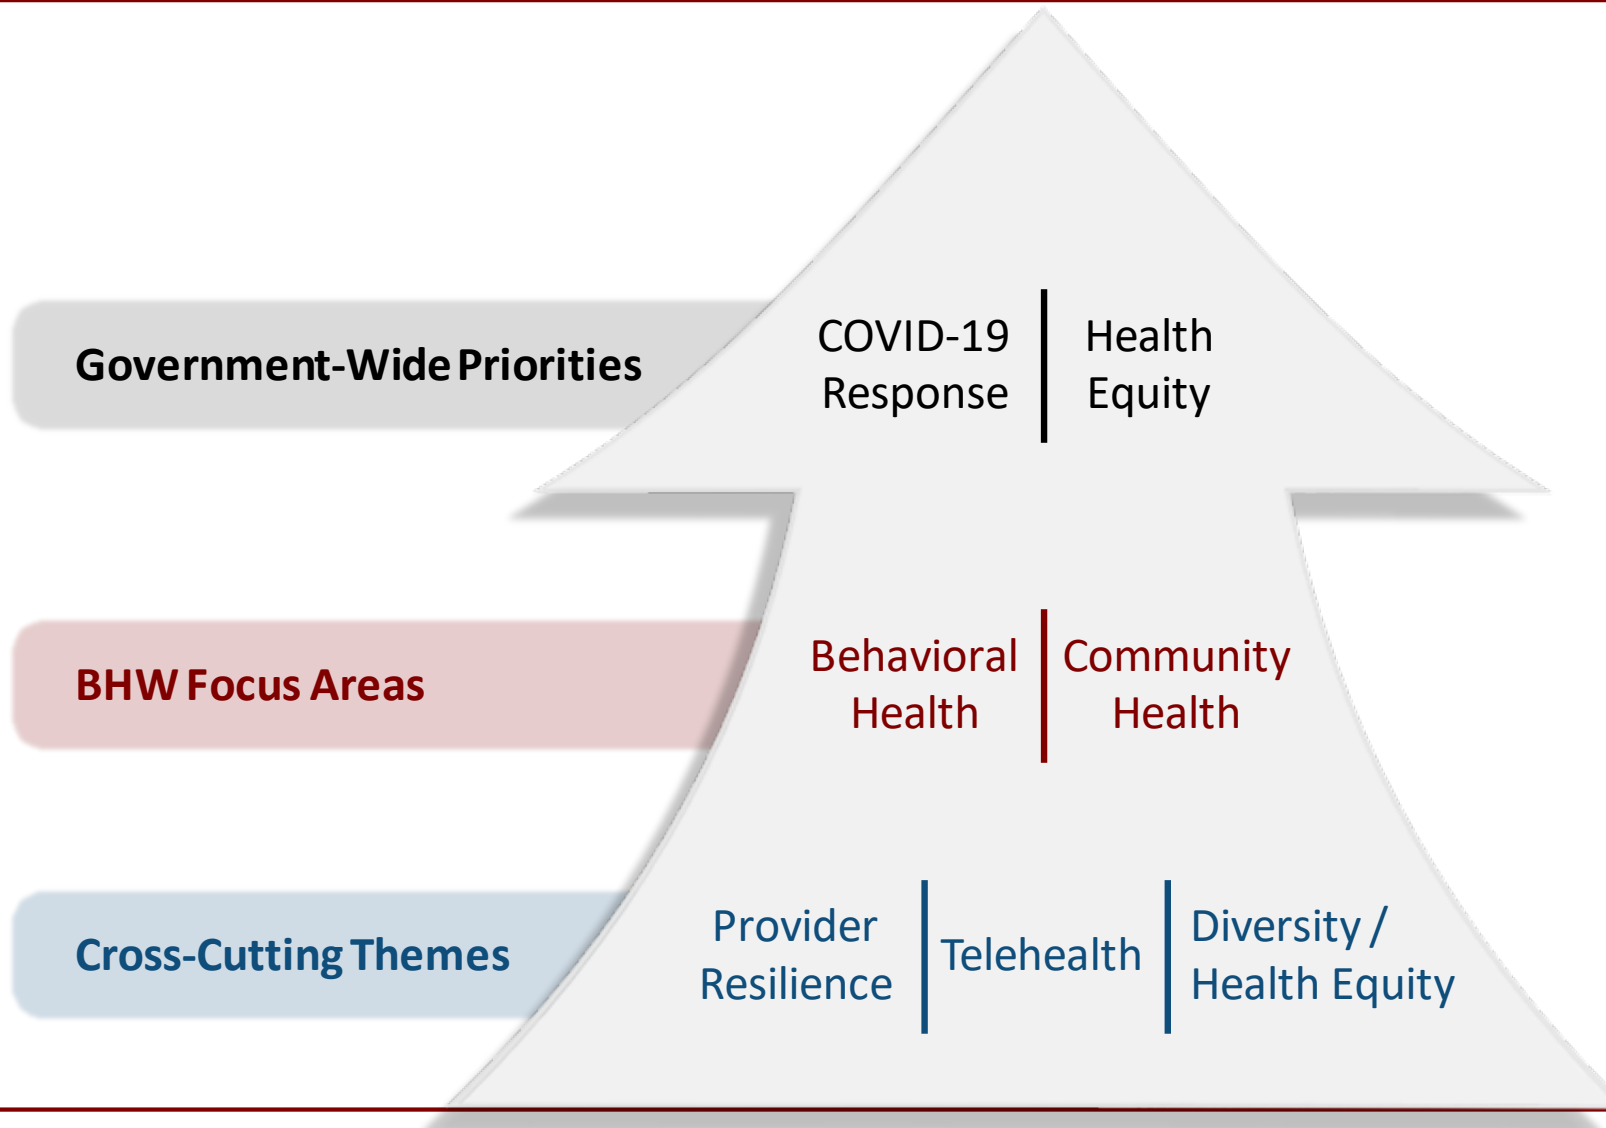 Government-Wide Priorities
COVID-19
Response
Health
Equity
BHW Focus Areas
Behavioral
Health
Community
Health
Cross-Cutting Themes
Provider
Resilience
Telehealth
Diversity /
Health Equity